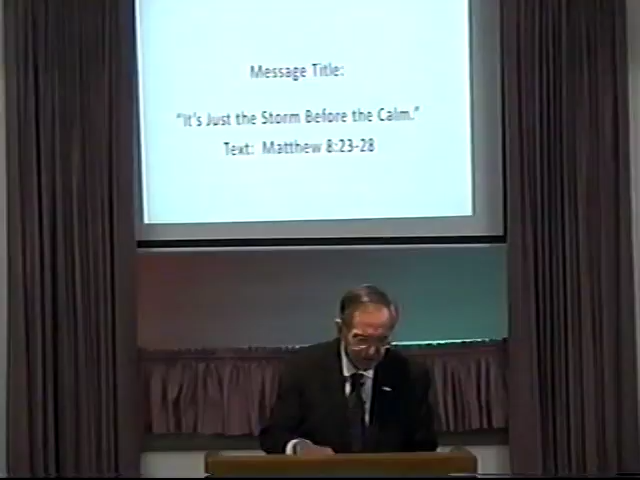 Message Title:
"It's Just the Storm Before the Calm."
Text: Matthew 8:23-28